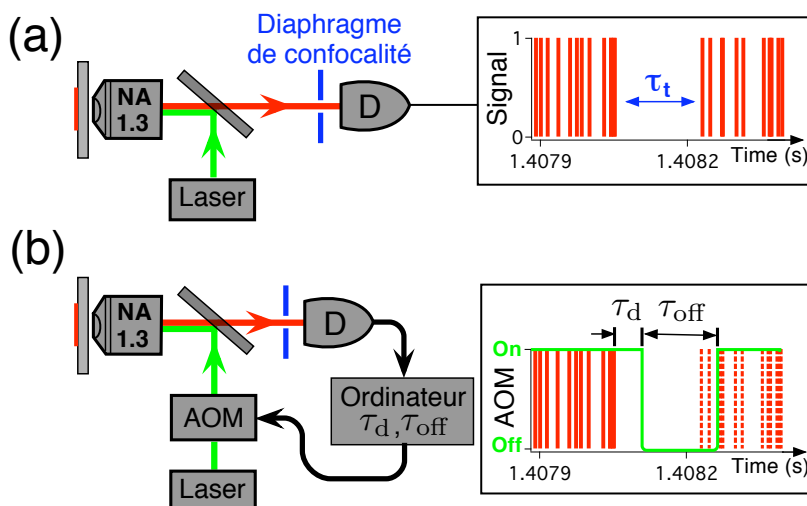 (a)
Diaphragme
de confocalité
NA
1.3
D
Laser
Signal
1
0
τt
1.4079
1.4082
Time (s)
(b)
NA
1.3
D
AOM
Ordinateur
τd,τoff
Laser
τd
τoff
On
AOM
Off
1.4079
1.4082
Time (s)